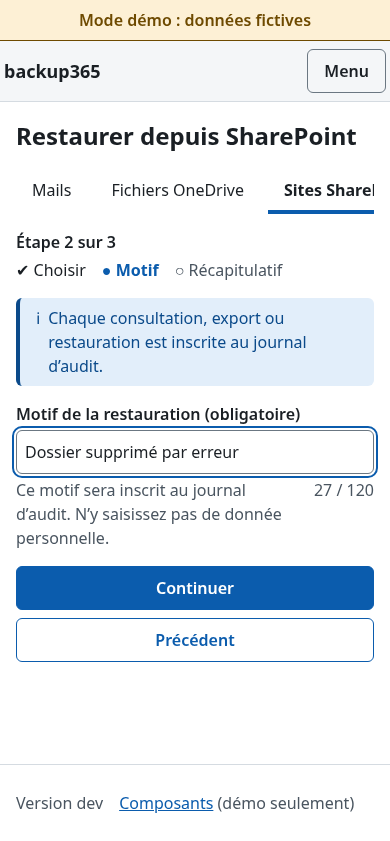 Mode démo : données fictives
backup365
Menu
Restaurer depuis SharePoint
Mails Fichiers OneDrive Sites Share
Étape 2 sur 3
✔ Choisir ● Motif ○ Récapitulatif
i Chaque consultation, export ou
restauration est inscrite au journal
d’audit.
Motif de la restauration (obligatoire)
Dossier supprimé par erreur
Ce motif sera inscrit au journal 27 / 120
d’audit. N’y saisissez pas de donnée
personnelle.
Continuer
Précédent
Version dev Composants (démo seulement)